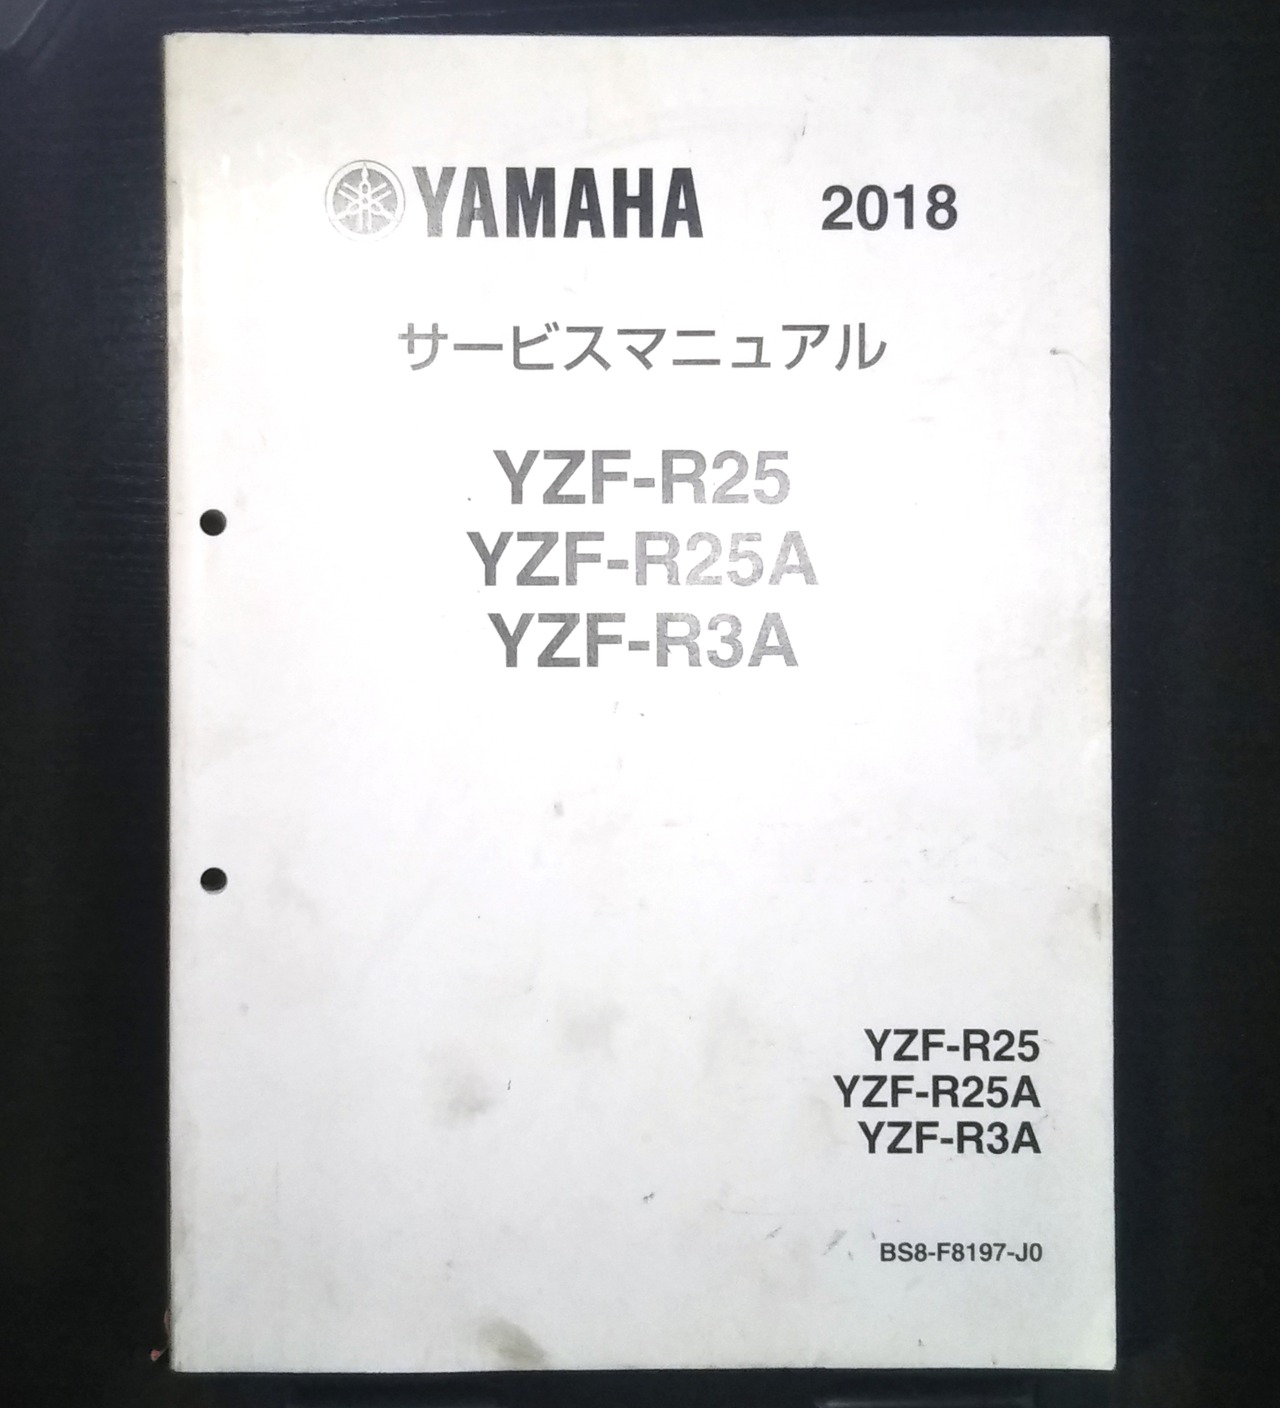 YAMAHA 2018
サービスマニュアル
YZF-R25
YZF-R25A
YZF-R3A
YZF-R25
YZF-R25A
YZF-R3A
BS8-F8197-J0